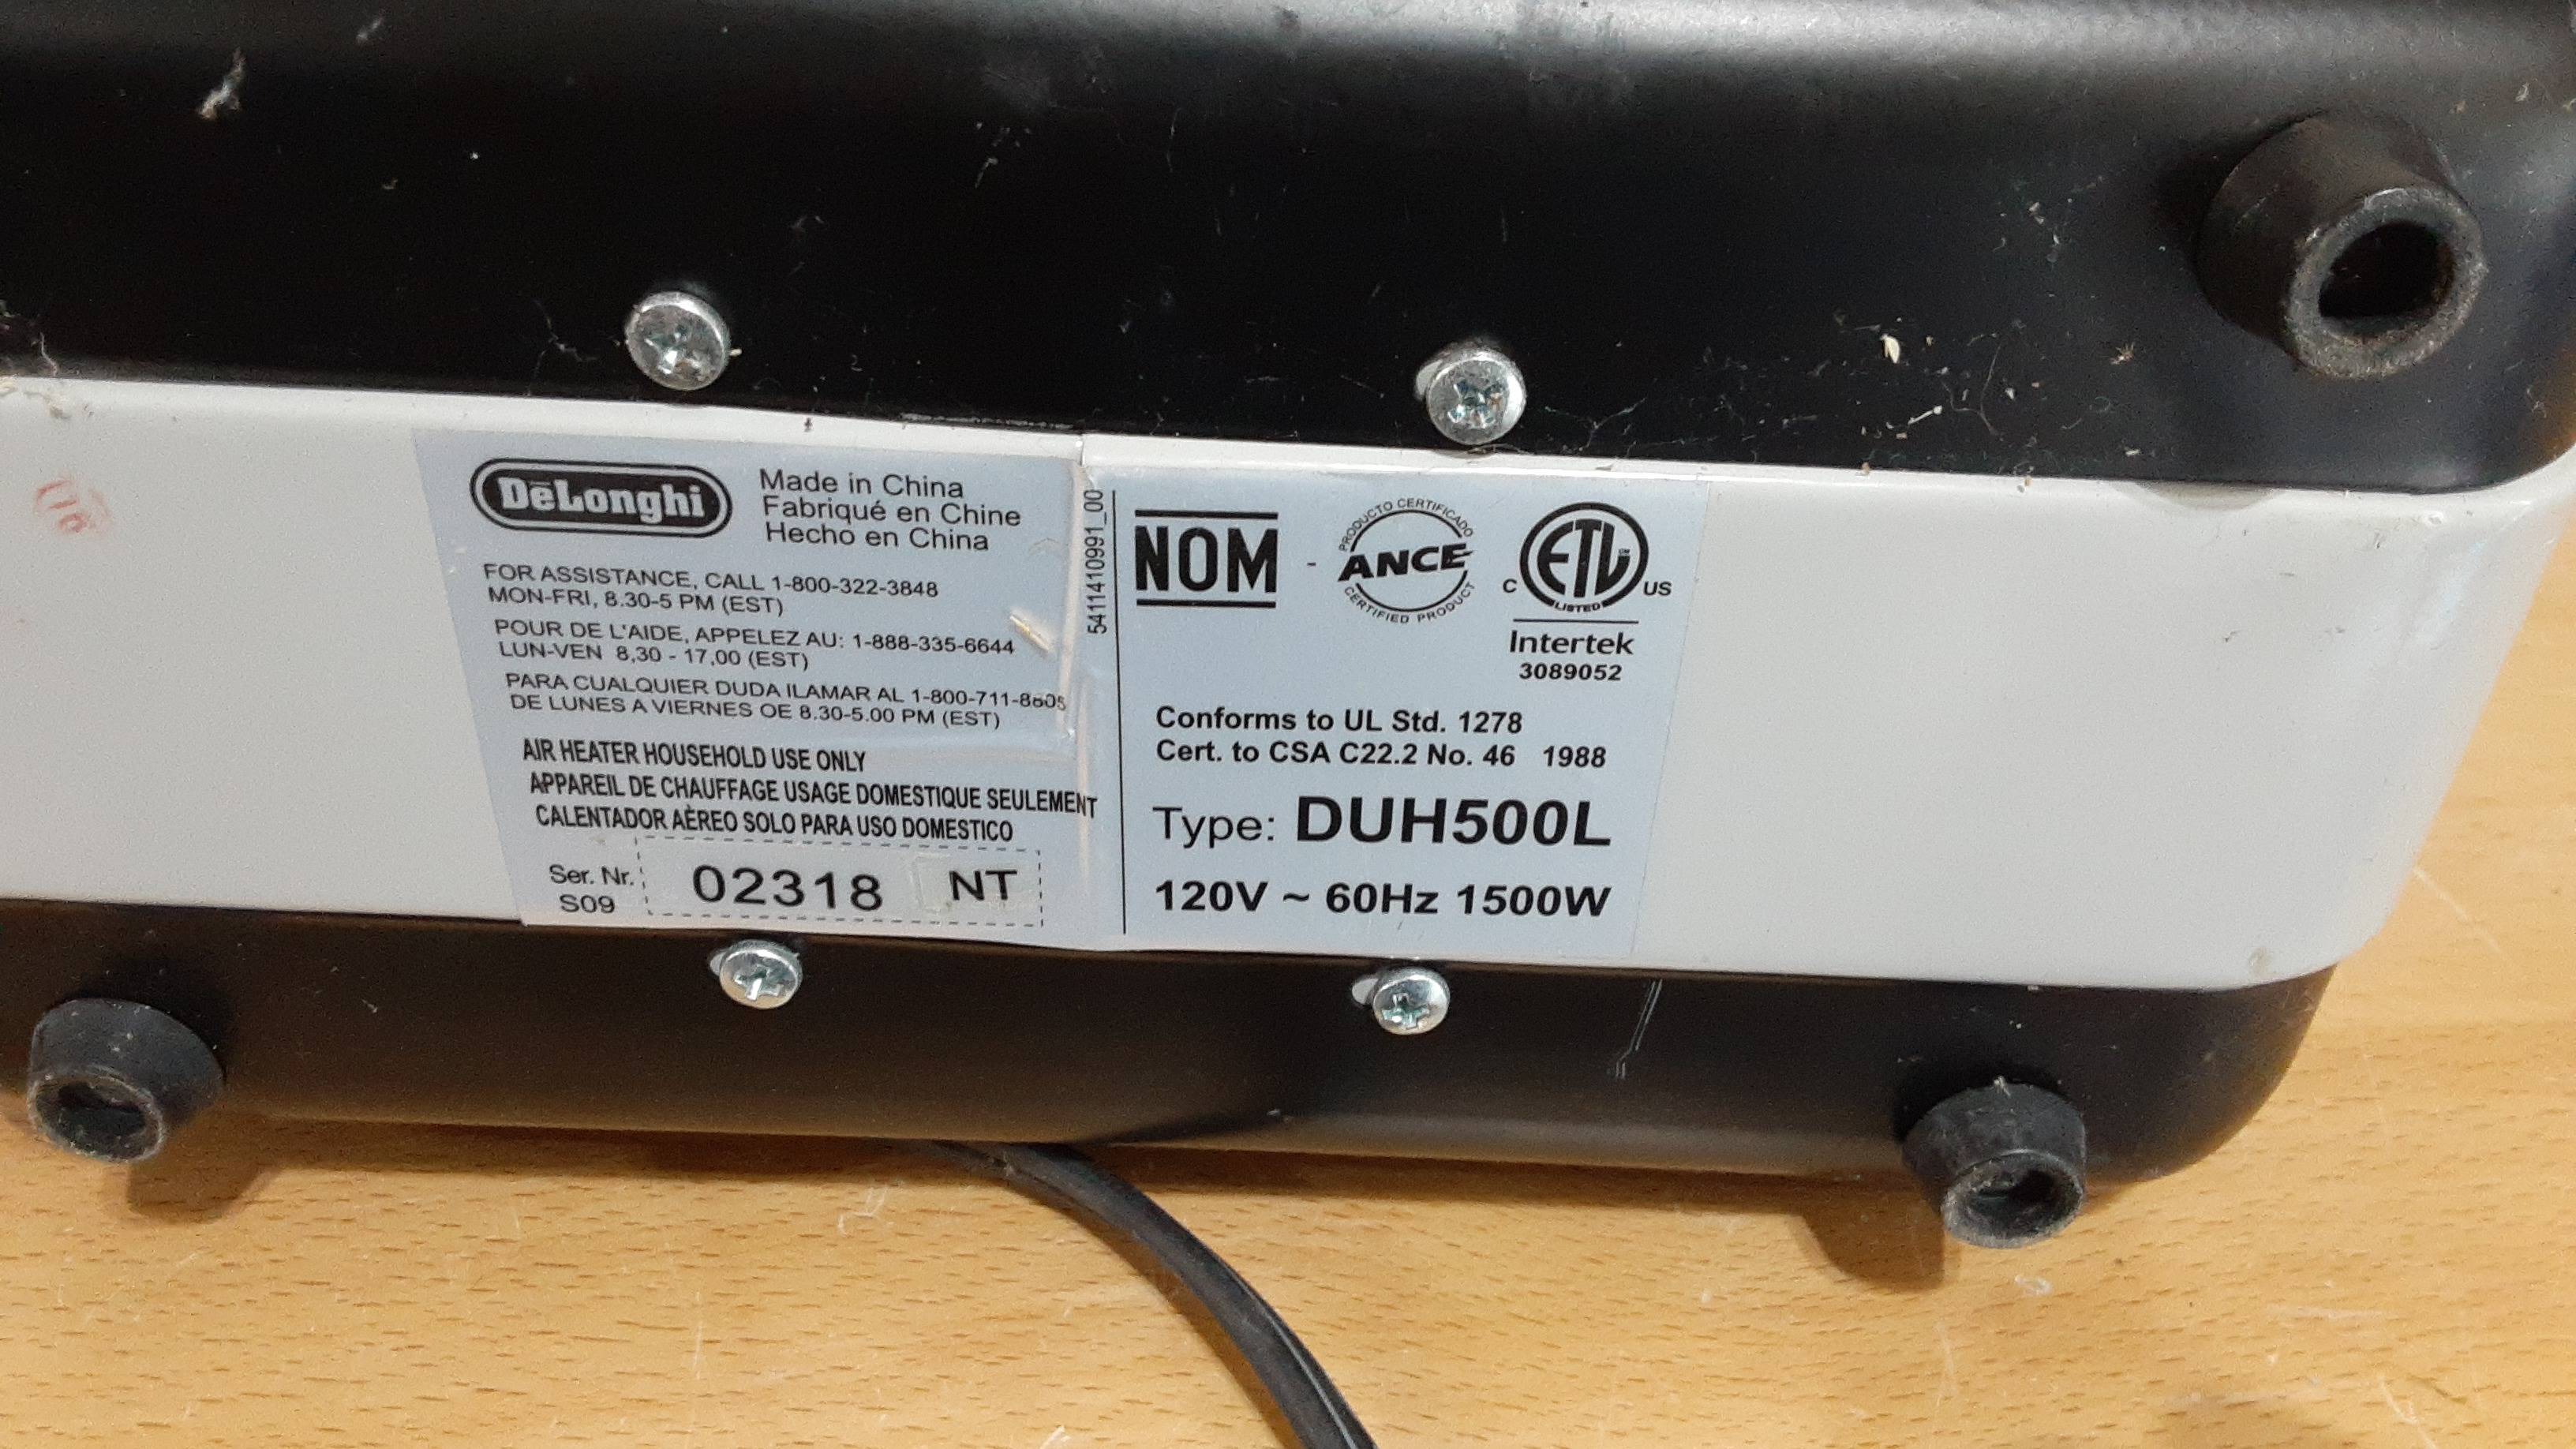 DeLonghi
Made in China
Fabriqué en Chine
Hecho en China
FOR ASSISTANCE, CALL 1-800-322-3848
MON-FRI, 8.30-5 PM (EST)
POUR DE L'AIDE, APPELEZ AU: 1-888-335-6644
LUN-VEN 8,30 - 17,00 (EST)
PARA CUALQUIER DUDA ILAMAR AL 1-800-711-8805
DE LUNES A VIERNES OE 8.30-5.00 PM (EST)
AIR HEATER HOUSEHOLD USE ONLY
APPAREIL DE CHAUFFAGE USAGE DOMESTIQUE SEULEMENT
CALENTADOR AÈREO SOLO PARA USO DOMESTICO
Ser. Nr.
S09
02318 NT
5411410991_00
NOM - PRODUCTO CERTIFICADO
ANCE
CERTIFIED PRODUCT
C ETL US
LISTED
Intertek
3089052
Conforms to UL Std. 1278
Cert. to CSA C22.2 No. 46 1988
Type: DUH500L
120V ~ 60Hz 1500W